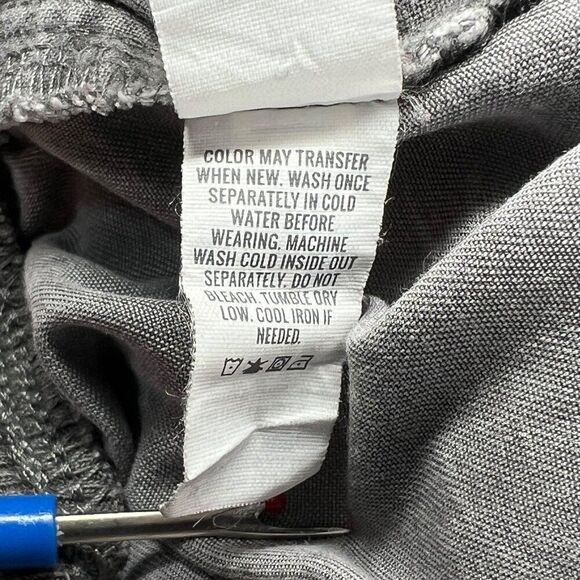 COLOR MAY TRANSFER
WHEN NEW. WASH ONCE
SEPARATELY IN COLD
WATER BEFORE
WEARING. MACHINE
WASH COLD INSIDE OUT
SEPARATELY. DO NOT
BLEACH. TUMBLE DRY
LOW. COOL IRON IF
NEEDED.